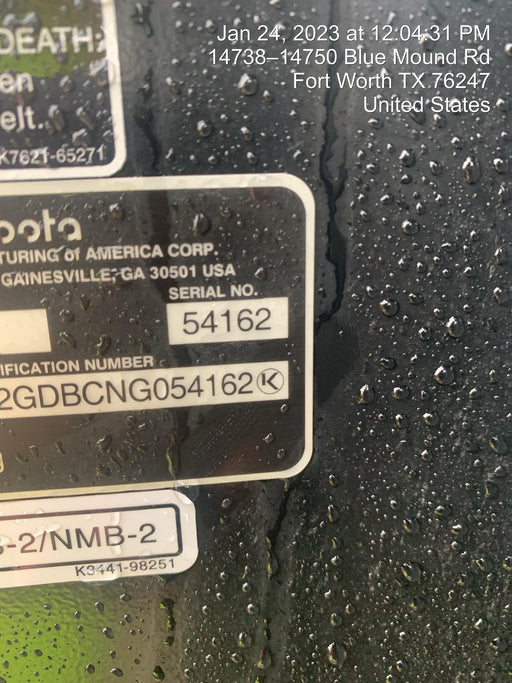 Jan 24, 2023 at 12:04:31 PM
14738–14750 Blue Mound Rd
Fort Worth TX 76247
United States
DEATH.
en
elt..
K7621-65271
bota
TURING of AMERICA CORP.
GAINESVILLE, GA 30501 USA
SERIAL NO.
54162
IFICATION NUMBER
2GDBCNG054162 K
-2/NMB-2
K3441-98251